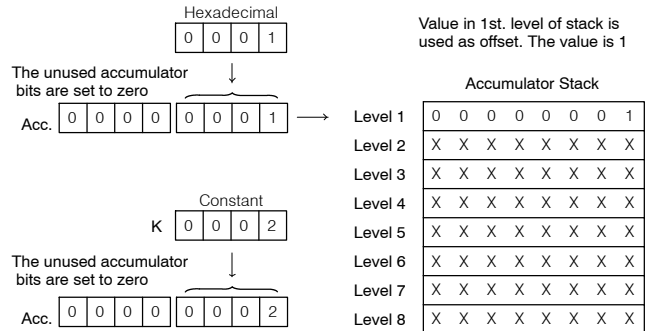 Hexadecimal
0 0 0 1
Value in 1st. level of stack is
used as offset. The value is 1
The unused accumulator
bits are set to zero
Acc. 0 0 0 0 0 0 0 1
Accumulator Stack
Level 1 0 0 0 0 0 0 0 1
Level 2 X X X X X X X X
Level 3 X X X X X X X X
Level 4 X X X X X X X X
Level 5 X X X X X X X X
Level 6 X X X X X X X X
Level 7 X X X X X X X X
Level 8 X X X X X X X X
Constant
K 0 0 0 2
The unused accumulator
bits are set to zero
Acc. 0 0 0 0 0 0 0 2